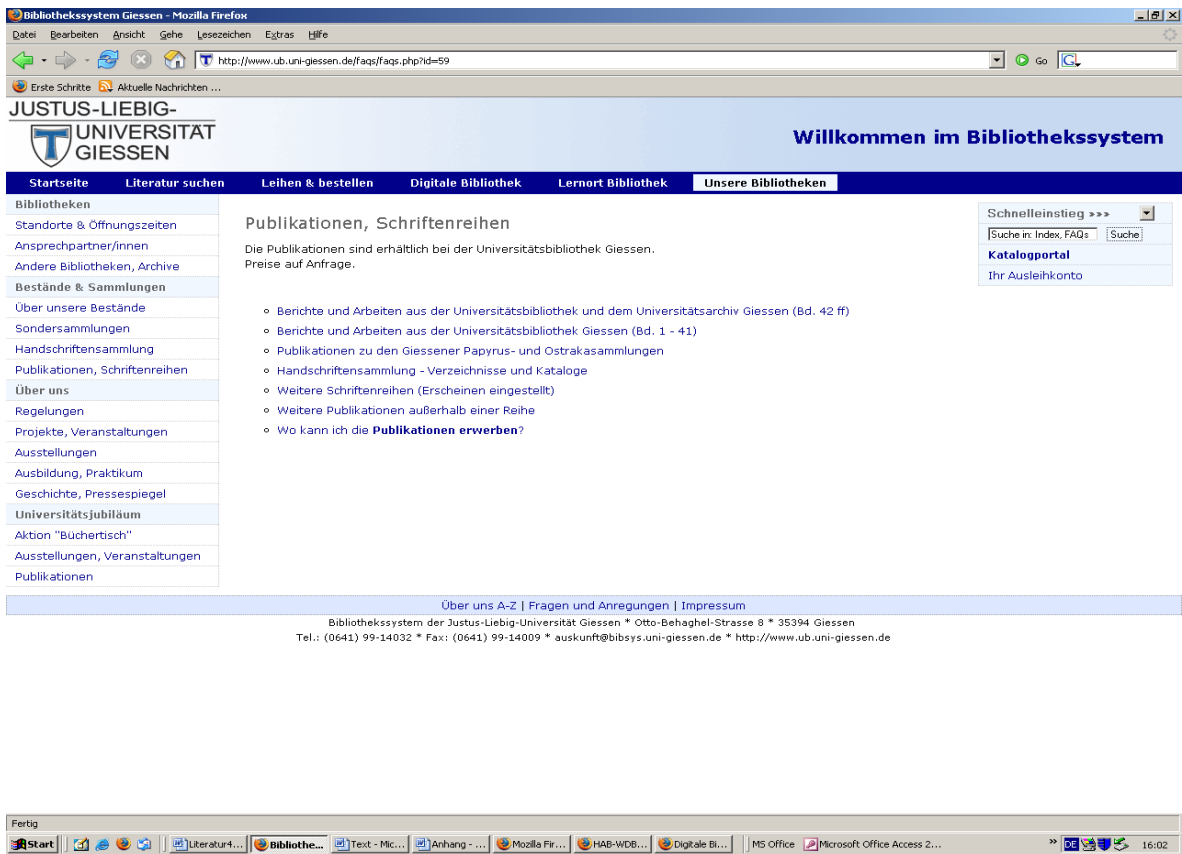 Bibliothekssystem Giessen - Mozilla Firefox
Datei Bearbeiten Ansicht Gehe Lesezeichen Extras Hilfe
http://www.ub.uni-giessen.de/faqs/faqs.php?id=59
Go
G
Erste Schritte Aktuelle Nachrichten ...
JUSTUS-LIEBIG-
UNIVERSITÄT
GIESSEN
Willkommen im Bibliothekssystem
Startseite Literatur suchen Leihen & bestellen Digitale Bibliothek Lernort Bibliothek Unsere Bibliotheken
Bibliotheken
Standorte & Öffnungszeiten
Ansprechpartner/innen
Andere Bibliotheken, Archive
Bestände & Sammlungen
Über unsere Bestände
Sondersammlungen
Handschriftensammlung
Publikationen, Schriftenreihen
Über uns
Regelungen
Projekte, Veranstaltungen
Ausstellungen
Ausbildung, Praktikum
Geschichte, Pressespiegel
Universitätsjubiläum
Aktion "Büchertisch"
Ausstellungen, Veranstaltungen
Publikationen
Publikationen, Schriftenreihen
Die Publikationen sind erhältlich bei der Universitätsbibliothek Giessen.
Preise auf Anfrage.
Berichte und Arbeiten aus der Universitätsbibliothek und dem Universitätsarchiv Giessen (Bd. 42 ff)
Berichte und Arbeiten aus der Universitätsbibliothek Giessen (Bd. 1 - 41)
Publikationen zu den Giessener Papyrus- und Ostrakasammlungen
Handschriftensammlung - Verzeichnisse und Kataloge
Weitere Schriftenreihen (Erscheinen eingestellt)
Weitere Publikationen außerhalb einer Reihe
Wo kann ich die Publikationen erwerben?
Schnelleinstieg »»»
Suche in: Index, FAQs Suche
Katalogportal
Ihr Ausleihkonto
Über uns A-Z | Fragen und Anregungen | Impressum
Bibliothekssystem der Justus-Liebig-Universität Giessen * Otto-Behaghel-Strasse 8 * 35394 Giessen
Tel.: (0641) 99-14032 * Fax: (0641) 99-14009 * auskunft@bibsys.uni-giessen.de * http://www.ub.uni-giessen.de
Fertig
Start Literatur4... Bibliothe... Text - Mic... Anhang - ... Mozilla Fir... HAB-WDB... Digitale Bi... MS Office Microsoft Office Access 2... » DE 16:02